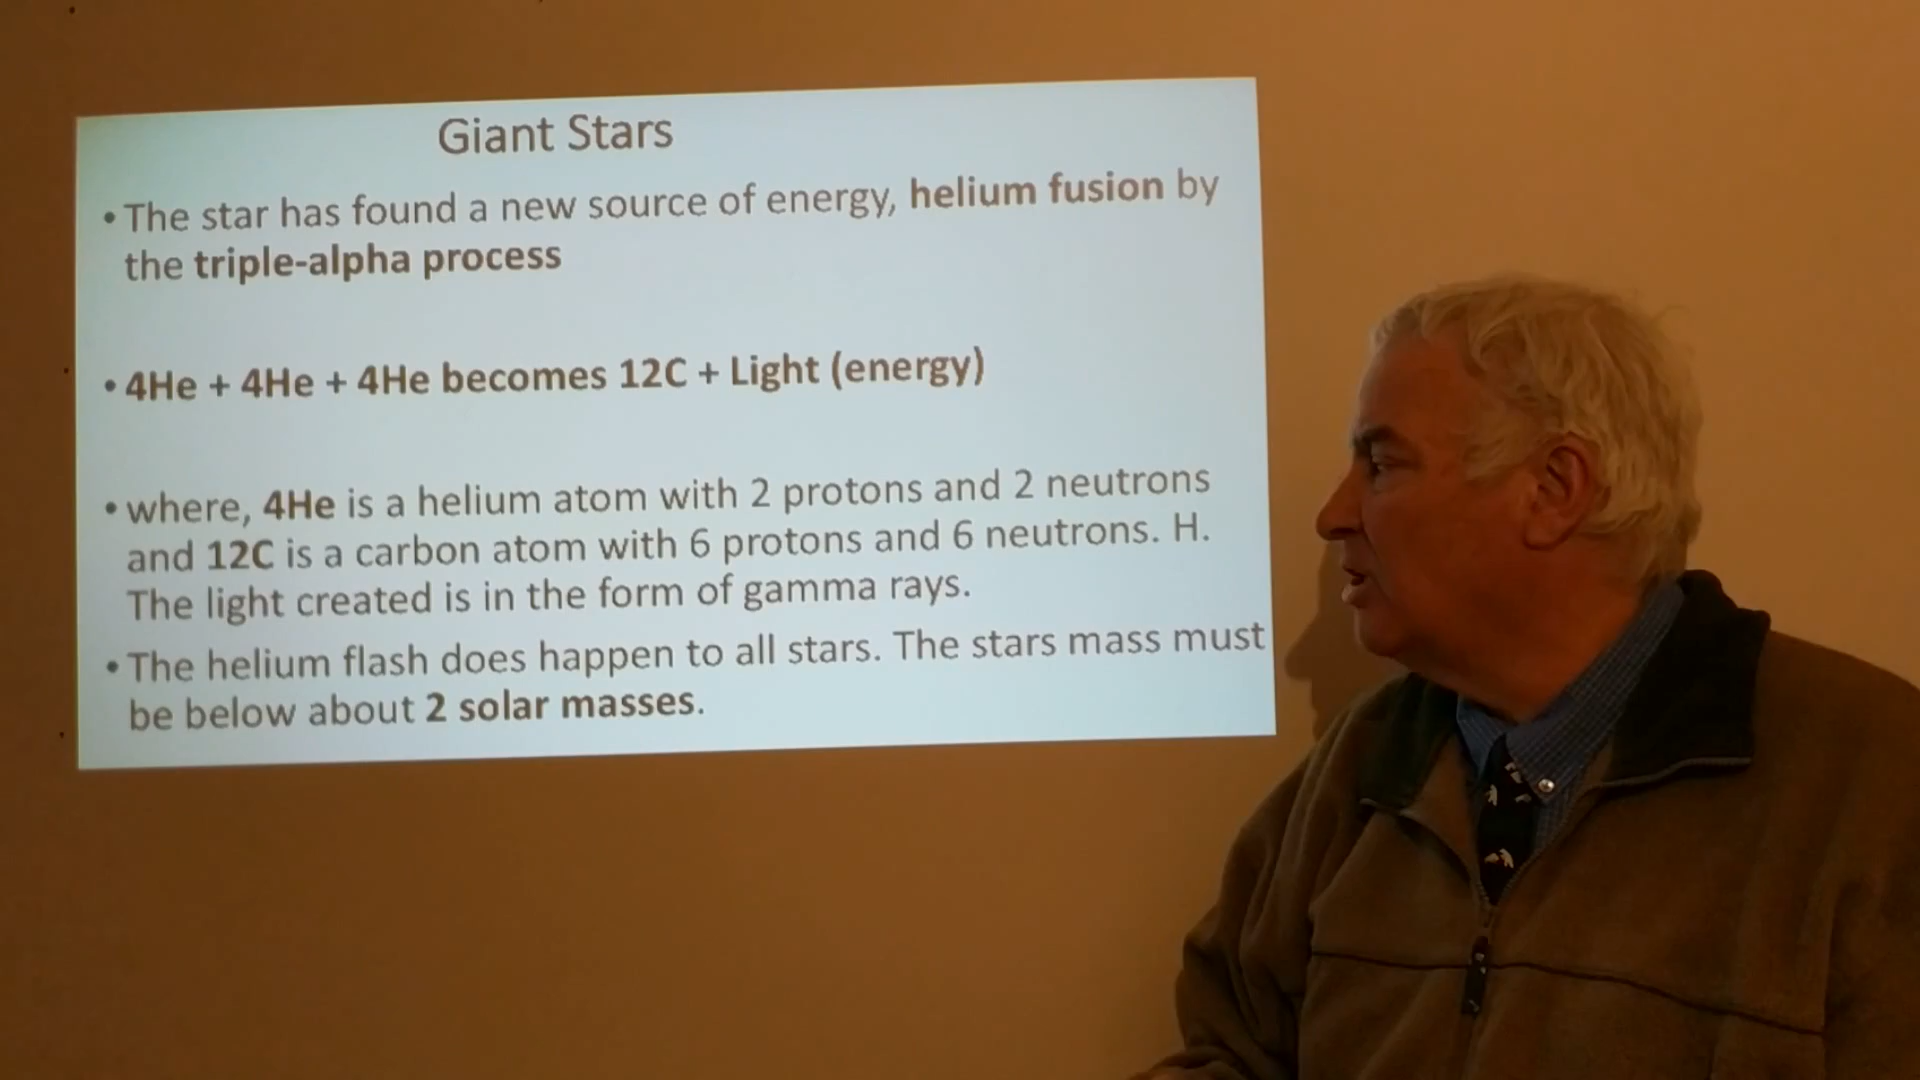 Giant Stars
• The star has found a new source of energy, helium fusion by
the triple-alpha process
• 4He + 4He + 4He becomes 12C + Light (energy)
• where, 4He is a helium atom with 2 protons and 2 neutrons
and 12C is a carbon atom with 6 protons and 6 neutrons. H.
The light created is in the form of gamma rays.
• The helium flash does happen to all stars. The stars mass must
be below about 2 solar masses.